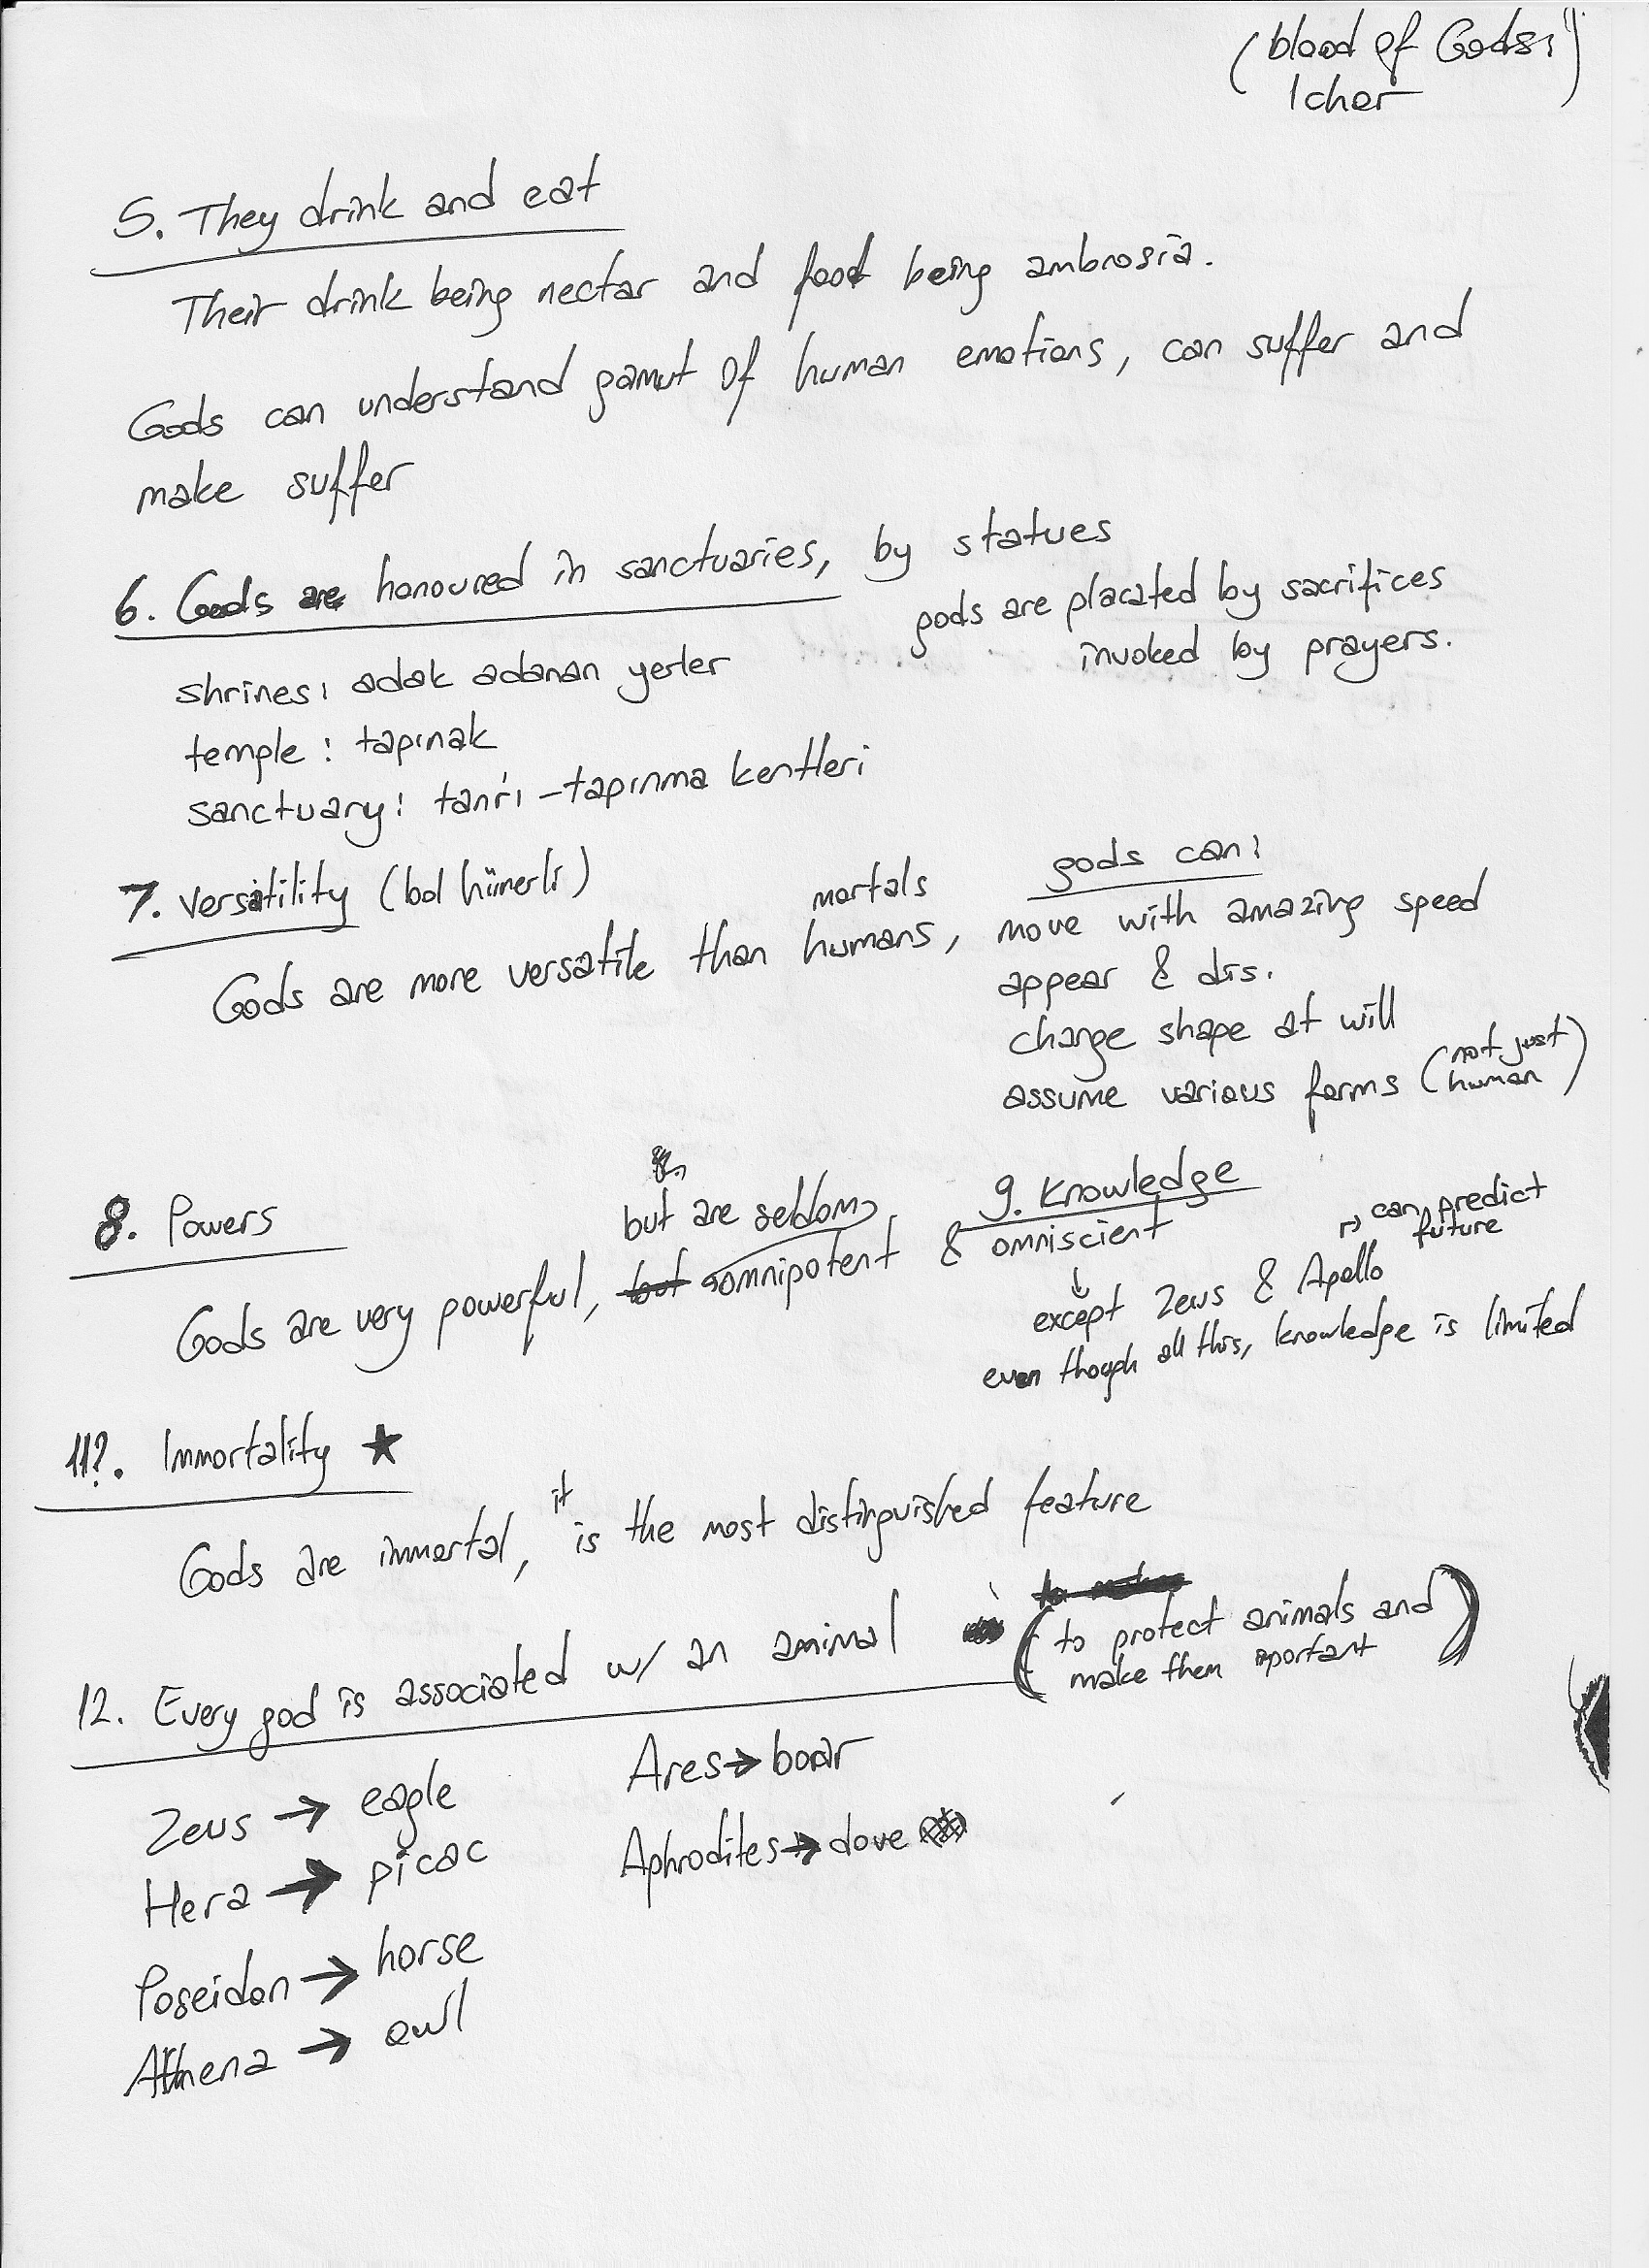 (blood of Gods:)
Icher
5. They drink and eat
Their drink being nectar and food being ambrosia.
Gods can understand gamut of human emotions, can suffer and
make suffer
6. Gods are honoured in sanctuaries, by statues
gods are placated by sacrifices
invoked by prayers.
shrines: adak adanan yerler
temple: tapınak
sanctuary: tanrı-tapınma kentleri
7. Versatility (bol hünerli)
mortals
Gods are more versatile than humans,
gods can:
move with amazing speed
appear & dis.
change shape at will
assume various forms (not just
human)
8. Powers
but are seldom
Gods are very powerful, but omnipotent &
9. Knowledge
omniscient
↳ can predict
future
↓
except Zeus & Apollo
even though all this, knowledge is limited
11?. Immortality ★
it
Gods are immortal, is the most distinguished feature
12. Every god is associated w/ an animal
(to protect animals and
make them mportant)
Zeus → eagle
Hera → picac
Poseidon → horse
Athena → owl
Ares → boar
Aphrodites → dove